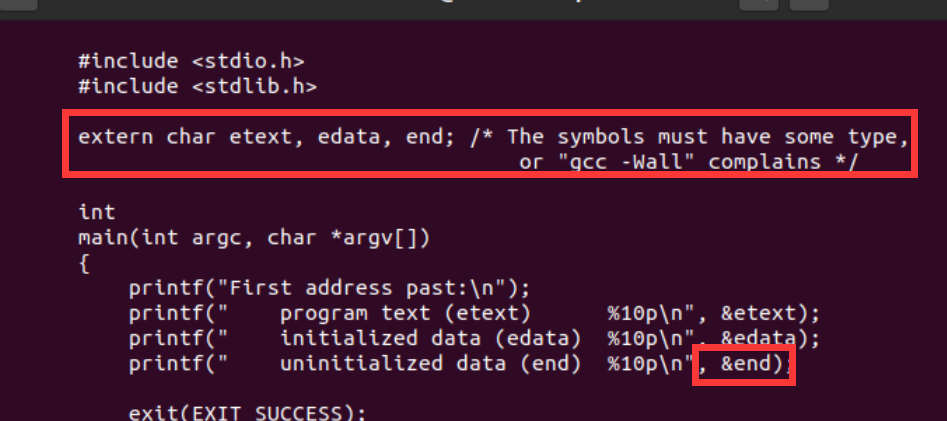 #include <stdio.h>
#include <stdlib.h>
extern char etext, edata, end; /* The symbols must have some type,
or "gcc -Wall" complains */
int
main(int argc, char *argv[])
{
printf("First address past:\n");
printf("    program text (etext)      %10p\n", &etext);
printf("    initialized data (edata)  %10p\n", &edata);
printf("    uninitialized data (end)  %10p\n", &end);
exit(EXIT_SUCCESS);